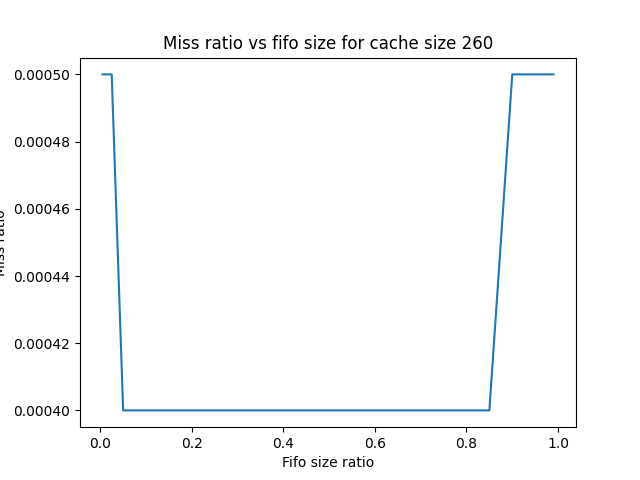 Miss ratio vs fifo size for cache size 260
0.00050
0.00048
0.00046
0.00044
0.00042
0.00040
Miss ratio
0.0 0.2 0.4 0.6 0.8 1.0
Fifo size ratio